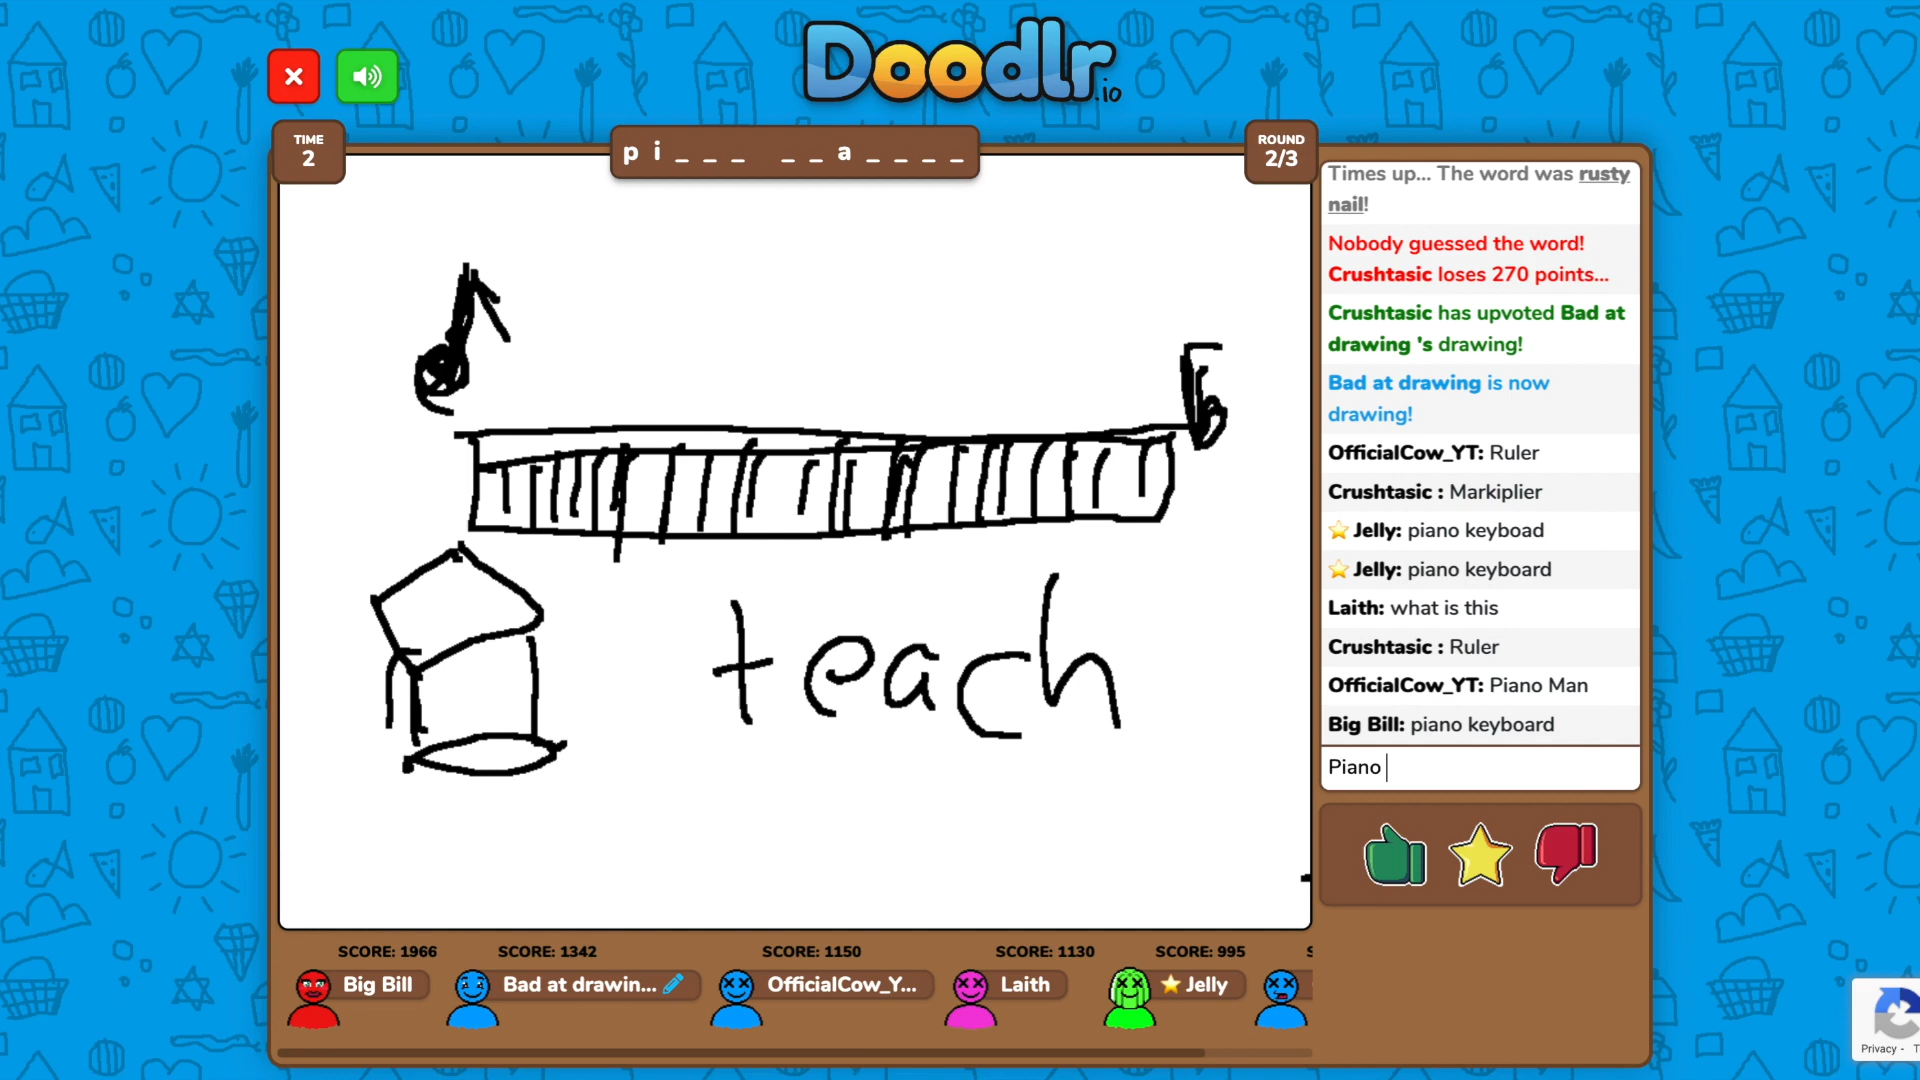 Doodlr.io
TIME
2
p i _ _ _  _ _ a _ _ _ _
ROUND
2/3
Times up... The word was rusty
nail!
Nobody guessed the word!
Crushtasic loses 270 points...
Crushtasic has upvoted Bad at
drawing 's drawing!
Bad at drawing is now
drawing!
OfficialCow_YT: Ruler
Crushtasic : Markiplier
Jelly: piano keyboad
Jelly: piano keyboard
Laith: what is this
Crushtasic : Ruler
OfficialCow_YT: Piano Man
Big Bill: piano keyboard
Piano
teach
SCORE: 1966
SCORE: 1342
SCORE: 1150
SCORE: 1130
SCORE: 995
Big Bill
Bad at drawin...
OfficialCow_Y...
Laith
Jelly
Privacy -